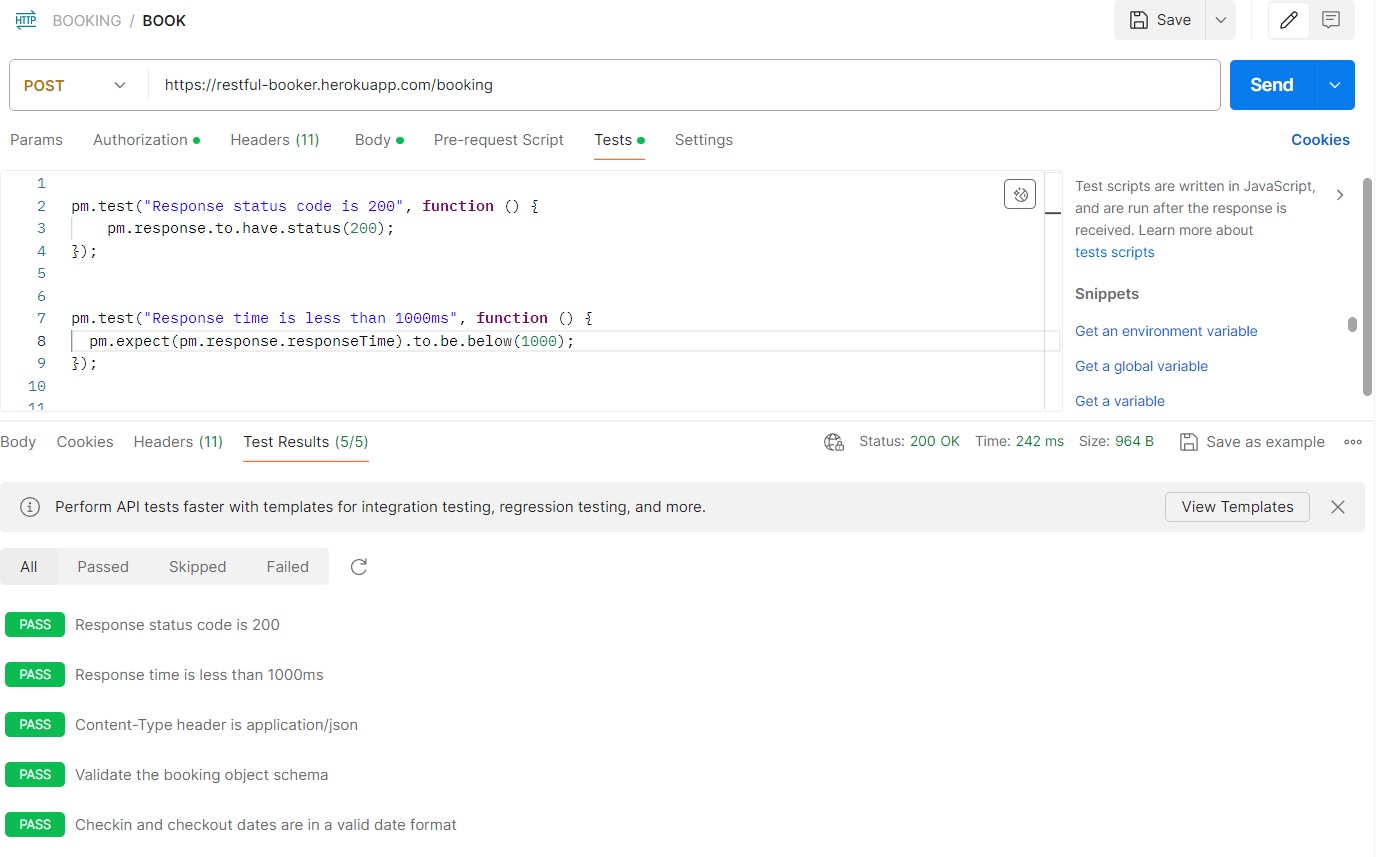 HTTP BOOKING / BOOK Save
POST https://restful-booker.herokuapp.com/booking Send
Params Authorization Headers (11) Body Pre-request Script Tests Settings Cookies
1
2 pm.test("Response status code is 200", function () {
3 pm.response.to.have.status(200);
4 });
5
6
7 pm.test("Response time is less than 1000ms", function () {
8 pm.expect(pm.response.responseTime).to.be.below(1000);
9 });
10
11
Test scripts are written in JavaScript,
and are run after the response is
received. Learn more about
tests scripts
Snippets
Get an environment variable
Get a global variable
Get a variable
Body Cookies Headers (11) Test Results (5/5) Status: 200 OK Time: 242 ms Size: 964 B Save as example
Perform API tests faster with templates for integration testing, regression testing, and more. View Templates
All Passed Skipped Failed
PASS Response status code is 200
PASS Response time is less than 1000ms
PASS Content-Type header is application/json
PASS Validate the booking object schema
PASS Checkin and checkout dates are in a valid date format